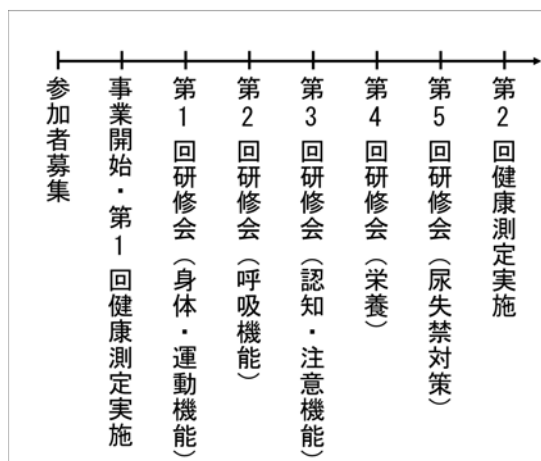 参加者募集
事業開始・第1回健康測定実施
第1回研修会(身体・運動機能)
第2回研修会(呼吸機能)
第3回研修会(認知・注意機能)
第4回研修会(栄養)
第5回研修会(尿失禁対策)
第2回健康測定実施